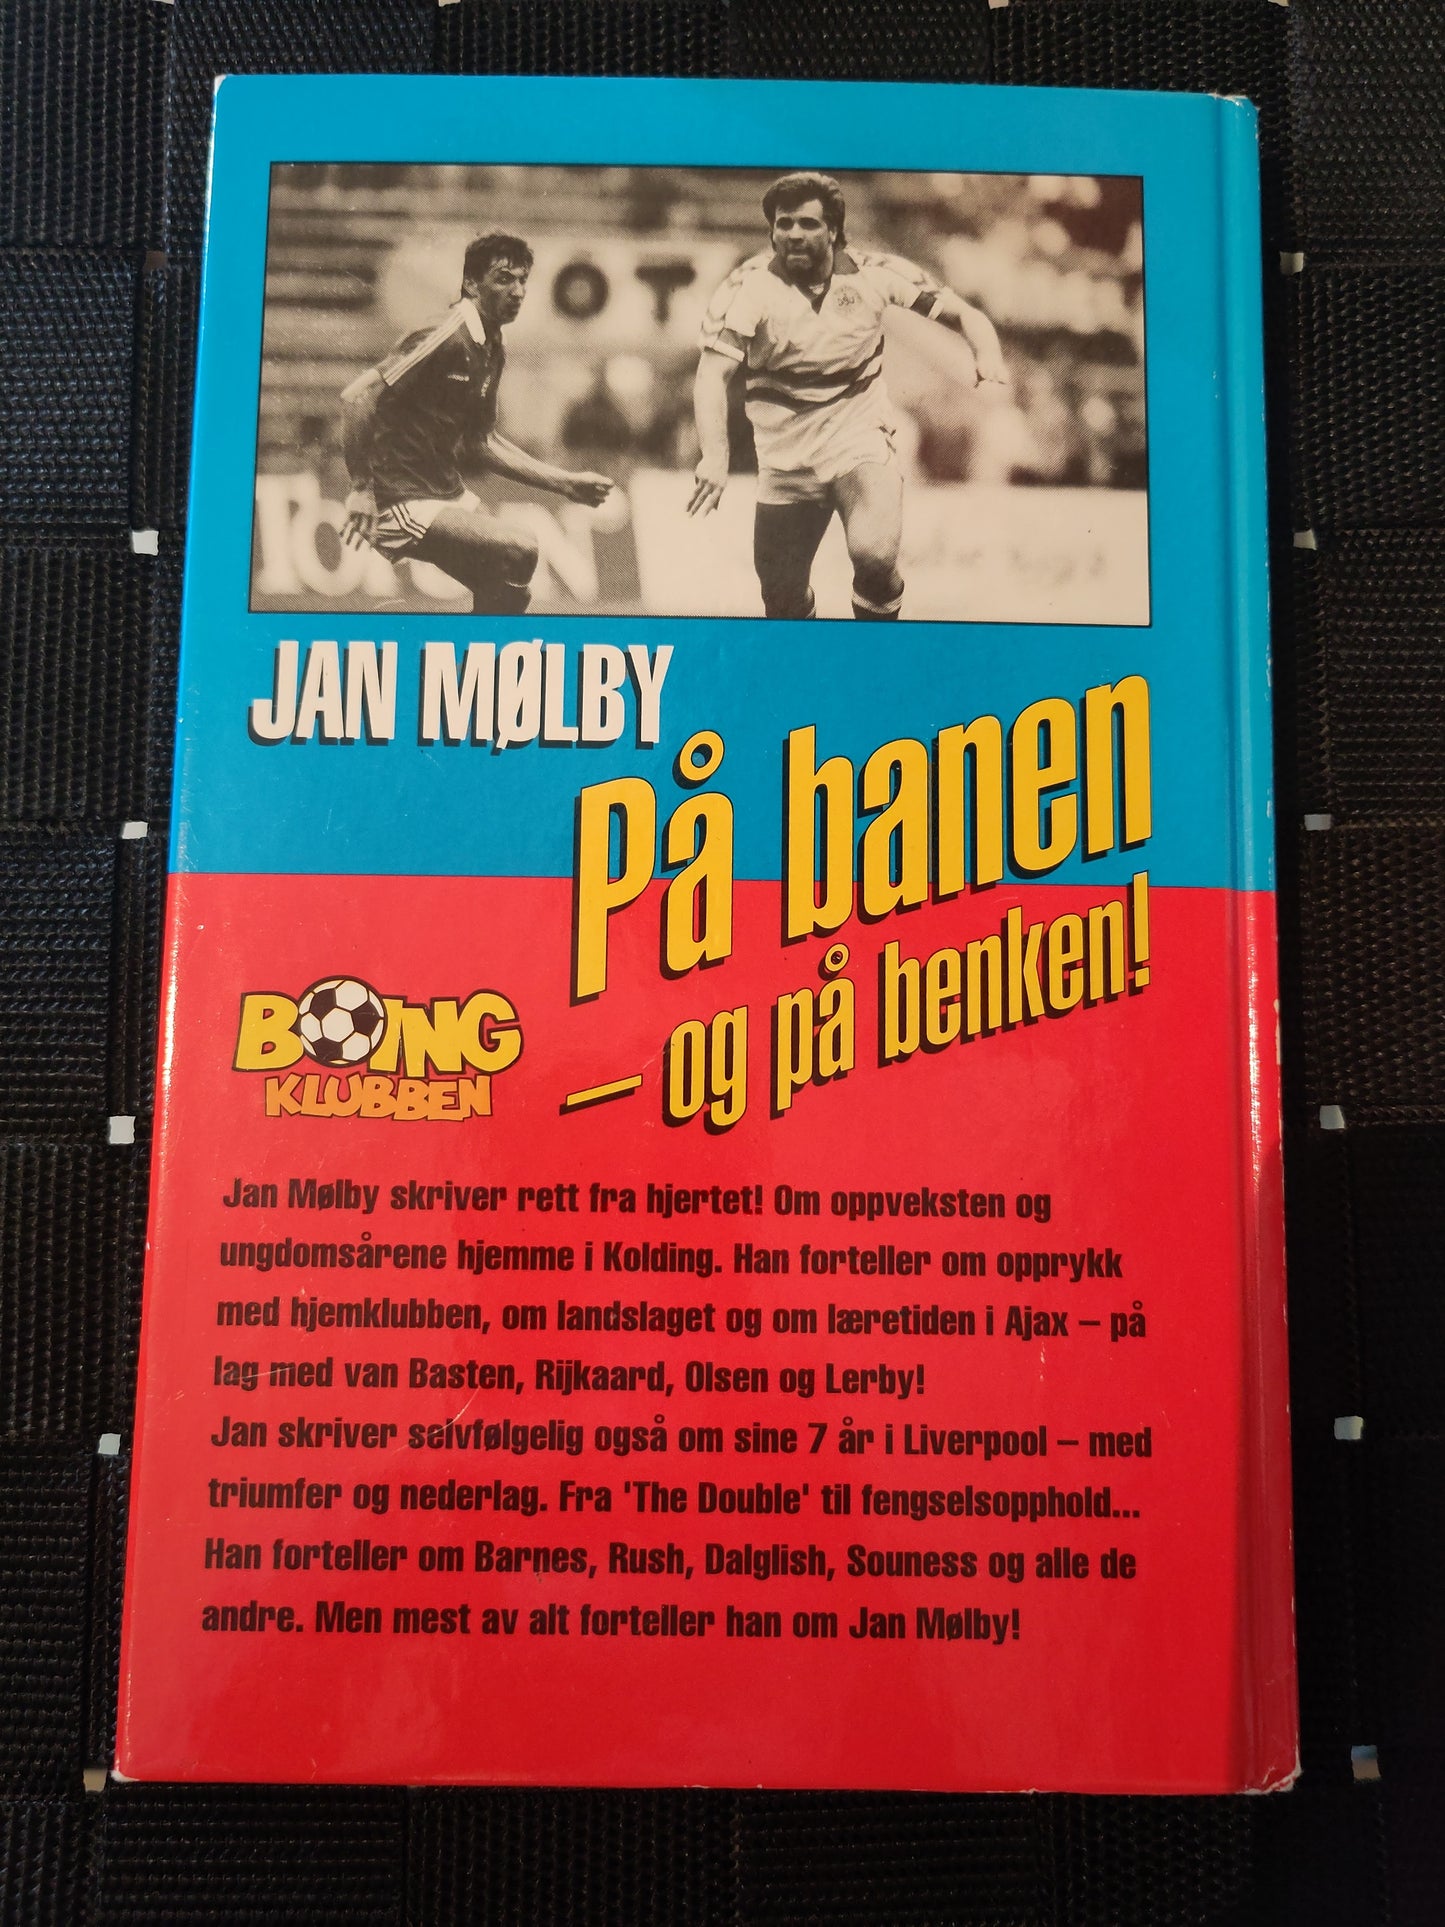 OT
JAN MØLBY
På banen
– og på benken!
BOING
KLUBBEN
Jan Mølby skriver rett fra hjertet! Om oppveksten og
ungdomsårene hjemme i Kolding. Han forteller om opprykk
med hjemklubben, om landslaget og om læretiden i Ajax – på
lag med van Basten, Rijkaard, Olsen og Lerby!
Jan skriver selvfølgelig også om sine 7 år i Liverpool – med
triumfer og nederlag. Fra 'The Double' til fengselsopphold...
Han forteller om Barnes, Rush, Dalglish, Souness og alle de
andre. Men mest av alt forteller han om Jan Mølby!